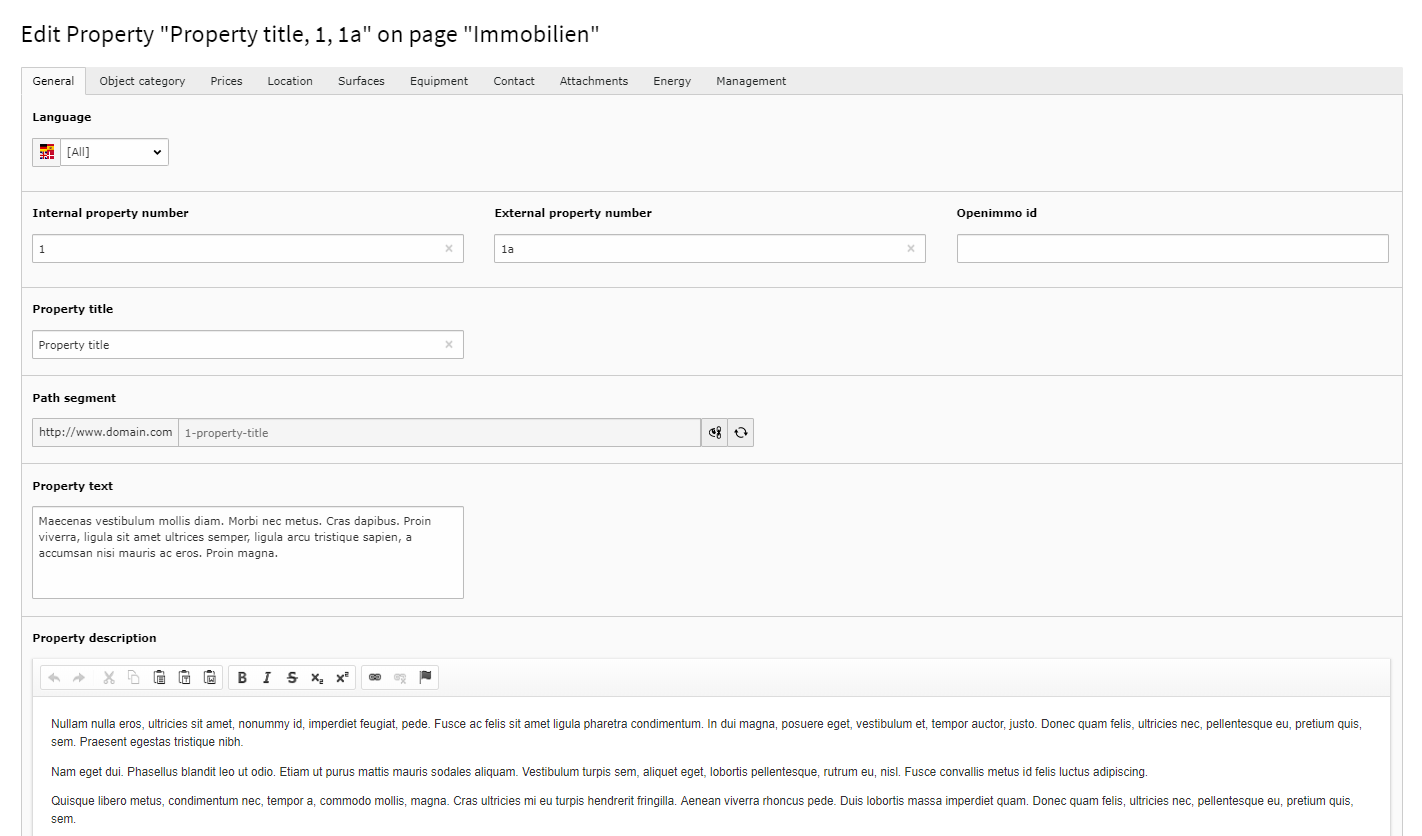 Edit Property "Property title, 1, 1a" on page "Immobilien"
General Object category Prices Location Surfaces Equipment Contact Attachments Energy Management
Language
[All]
Internal property number External property number Openimmo id
1 1a
Property title
Property title
Path segment
http://www.domain.com 1-property-title
Property text
Maecenas vestibulum mollis diam. Morbi nec metus. Cras dapibus. Proin
viverra, ligula sit amet ultrices semper, ligula arcu tristique sapien, a
accumsan nisi mauris ac eros. Proin magna.
Property description
B I S x₂ x²
Nullam nulla eros, ultricies sit amet, nonummy id, imperdiet feugiat, pede. Fusce ac felis sit amet ligula pharetra condimentum. In dui magna, posuere eget, vestibulum et, tempor auctor, justo. Donec quam felis, ultricies nec, pellentesque eu, pretium quis,
sem. Praesent egestas tristique nibh.
Nam eget dui. Phasellus blandit leo ut odio. Etiam ut purus mattis mauris sodales aliquam. Vestibulum turpis sem, aliquet eget, lobortis pellentesque, rutrum eu, nisl. Fusce convallis metus id felis luctus adipiscing.
Quisque libero metus, condimentum nec, tempor a, commodo mollis, magna. Cras ultricies mi eu turpis hendrerit fringilla. Aenean viverra rhoncus pede. Duis lobortis massa imperdiet quam. Donec quam felis, ultricies nec, pellentesque eu, pretium quis,
sem.